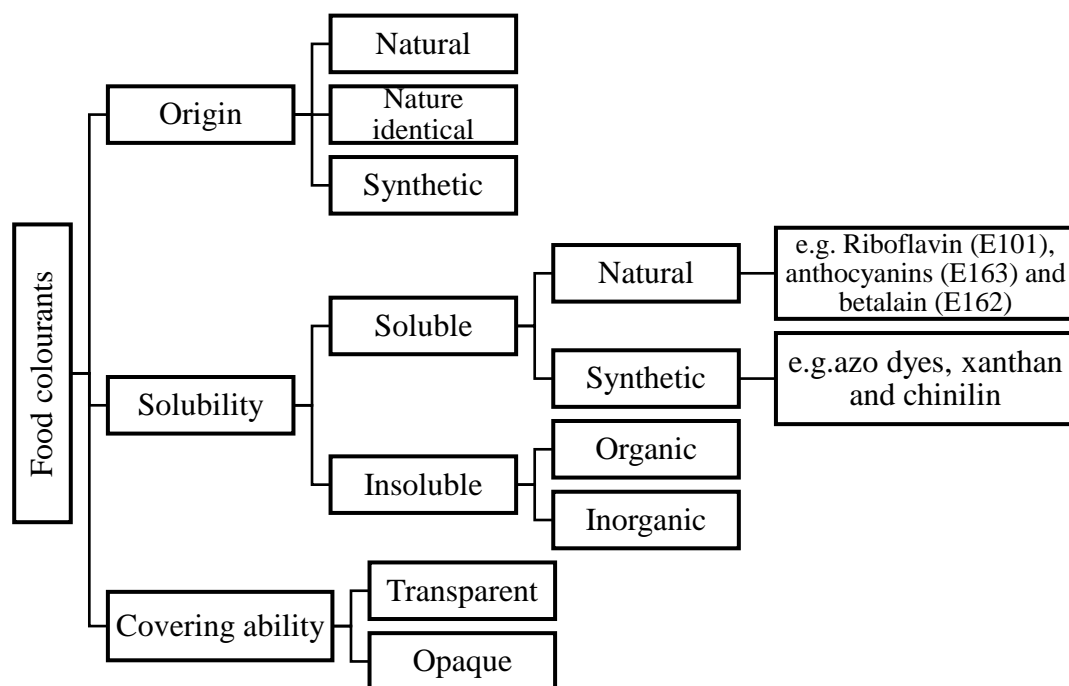 Food colourants
Origin
Natural
Nature
identical
Synthetic
Solubility
Soluble
Natural
e.g. Riboflavin (E101),
anthocyanins (E163) and
betalain (E162)
Synthetic
e.g.azo dyes, xanthan
and chinilin
Insoluble
Organic
Inorganic
Covering ability
Transparent
Opaque